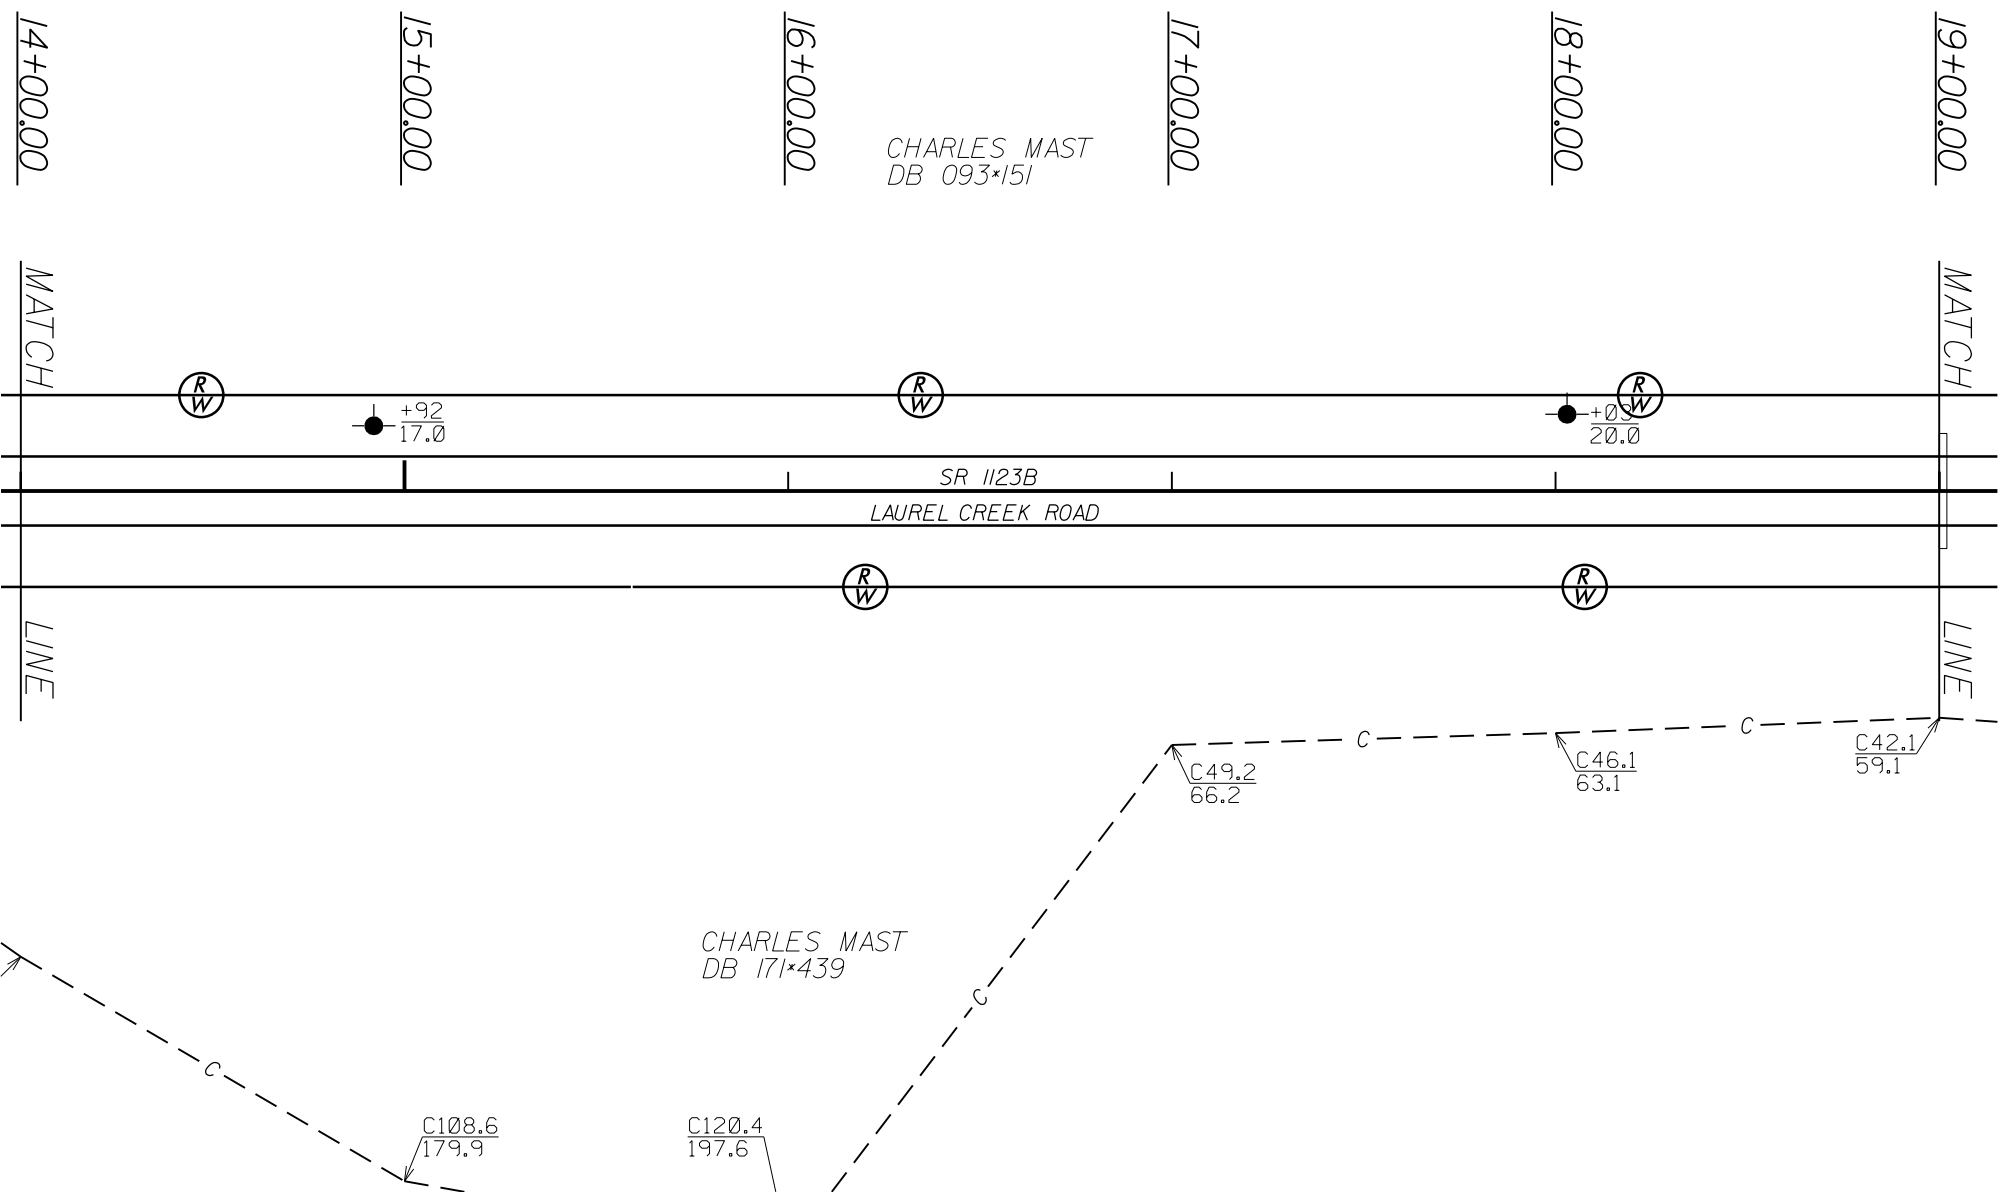 14+00.00
15+00.00
16+00.00
17+00.00
18+00.00
19+00.00
CHARLES MAST
DB 093*151
MATCH
MATCH
R
W
R
W
R
W
+92
17.0
+03
20.0
SR 1123B
LAUREL CREEK ROAD
R
W
R
W
LINE
LINE
C
C
C42.1
59.1
C46.1
63.1
C49.2
66.2
CHARLES MAST
DB 171*439
C
C
C108.6
179.9
C120.4
197.6